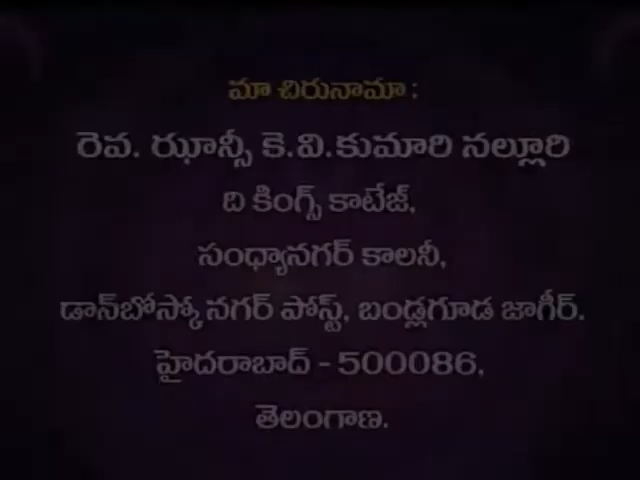 మా చిరునామా :
రెవ. ఝాన్సీ కె.వి.కుమారి నల్లూరి
ది కింగ్స్ కాటేజ్,
సంధ్యానగర్ కాలనీ,
డాన్‌బోస్కోనగర్ పోస్ట్, బండ్లగూడ జాగీర్.
హైదరాబాద్ - 500086,
తెలంగాణ.